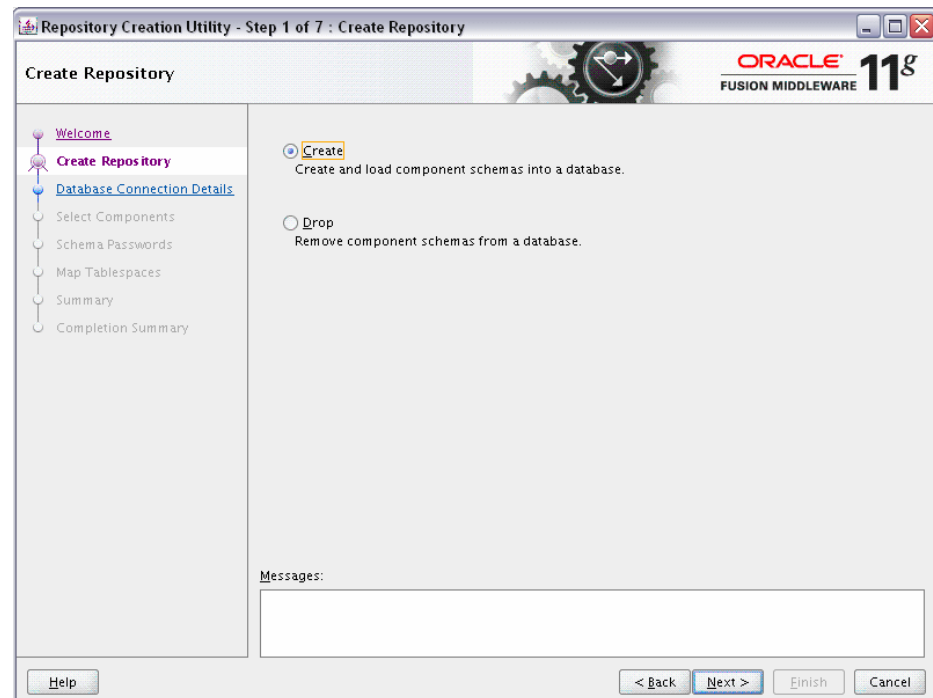 Repository Creation Utility - Step 1 of 7 : Create Repository
Create Repository
ORACLE
FUSION MIDDLEWARE
11g
Welcome
Create Repository
Database Connection Details
Select Components
Schema Passwords
Map Tablespaces
Summary
Completion Summary
Create
Create and load component schemas into a database.
Drop
Remove component schemas from a database.
Messages:
Help
< Back
Next >
Finish
Cancel